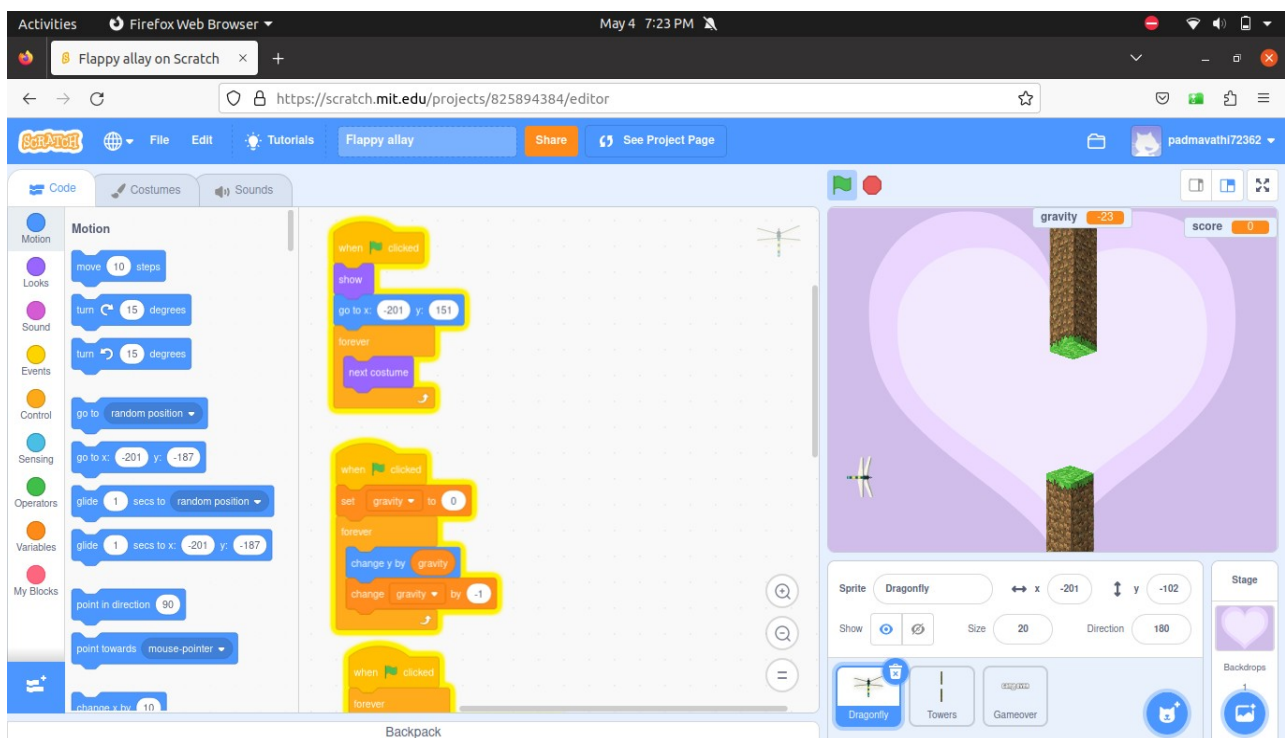 Activities Firefox Web Browser May 4 7:23 PM
Flappy allay on Scratch × +
https://scratch.mit.edu/projects/825894384/editor
SCRATCH File Edit Tutorials Flappy allay Share See Project Page padmavathi72362
Code Costumes Sounds
Motion
Looks
Sound
Events
Control
Sensing
Operators
Variables
My Blocks
Motion
move 10 steps
turn 15 degrees
turn 15 degrees
go to random position
go to x: -201 y: -187
glide 1 secs to random position
glide 1 secs to x: -201 y: -187
point in direction 90
point towards mouse-pointer
change x by 10
when clicked
show
go to x: -201 y: 151
forever
next costume
when clicked
set gravity to 0
forever
change y by gravity
change gravity by -1
when clicked
forever
Backpack
gravity -23
score 0
Sprite Dragonfly x -201 y -102
Show Size 20 Direction 180
Dragonfly
Towers
Gameover
Stage
Backdrops
1